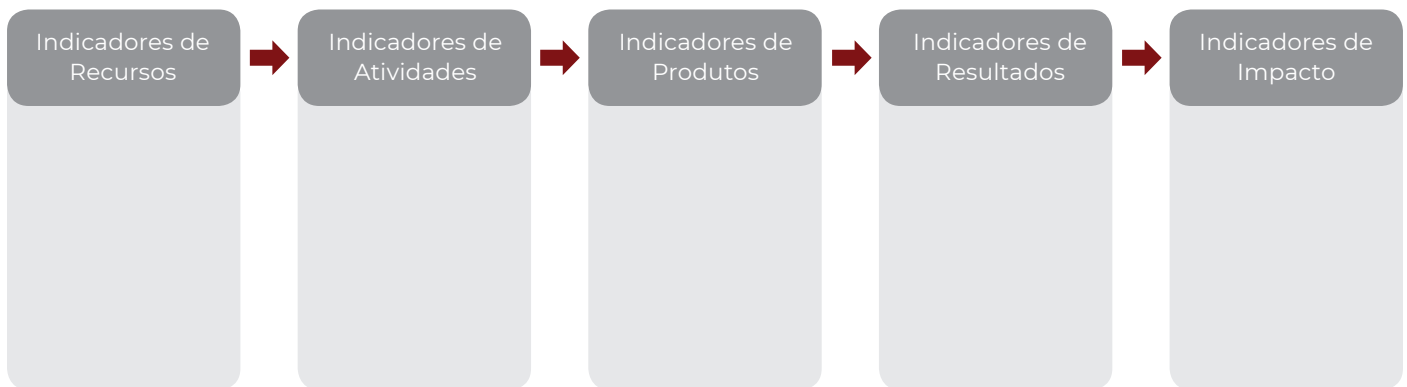 Indicadores de
Recursos
Indicadores de
Atividades
Indicadores de
Produtos
Indicadores de
Resultados
Indicadores de
Impacto